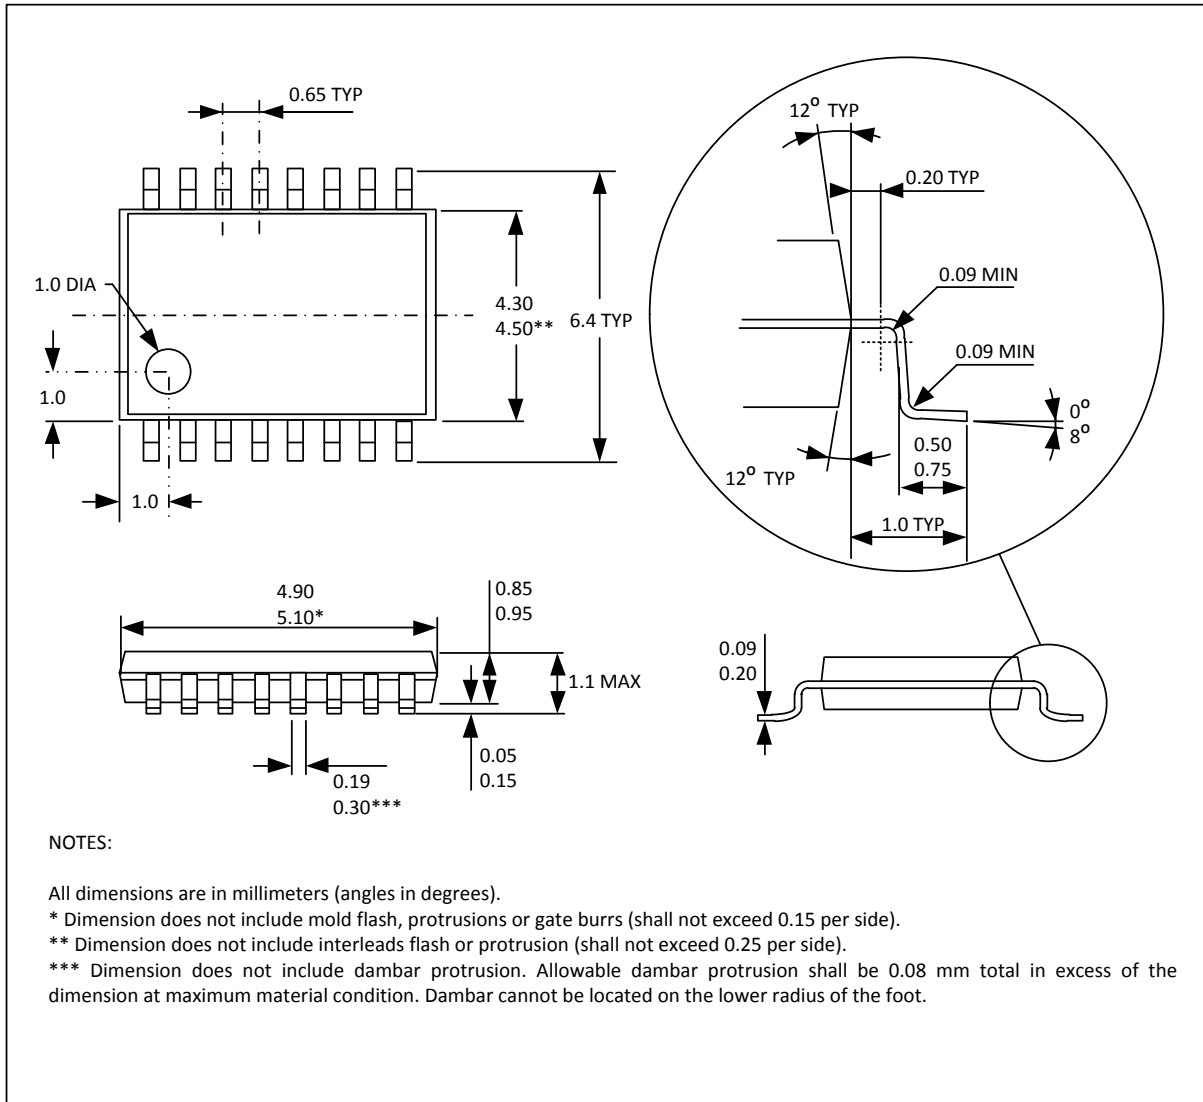 0.65 TYP
1.0 DIA
4.30
4.50**
6.4 TYP
1.0
1.0
12° TYP
0.20 TYP
0.09 MIN
0.09 MIN
0°
8°
0.50
0.75
12° TYP
1.0 TYP
4.90
5.10*
0.85
0.95
1.1 MAX
0.05
0.15
0.19
0.30***
0.09
0.20
NOTES:
All dimensions are in millimeters (angles in degrees).
* Dimension does not include mold flash, protrusions or gate burrs (shall not exceed 0.15 per side).
** Dimension does not include interleads flash or protrusion (shall not exceed 0.25 per side).
*** Dimension does not include dambar protrusion. Allowable dambar protrusion shall be 0.08 mm total in excess of the
dimension at maximum material condition. Dambar cannot be located on the lower radius of the foot.